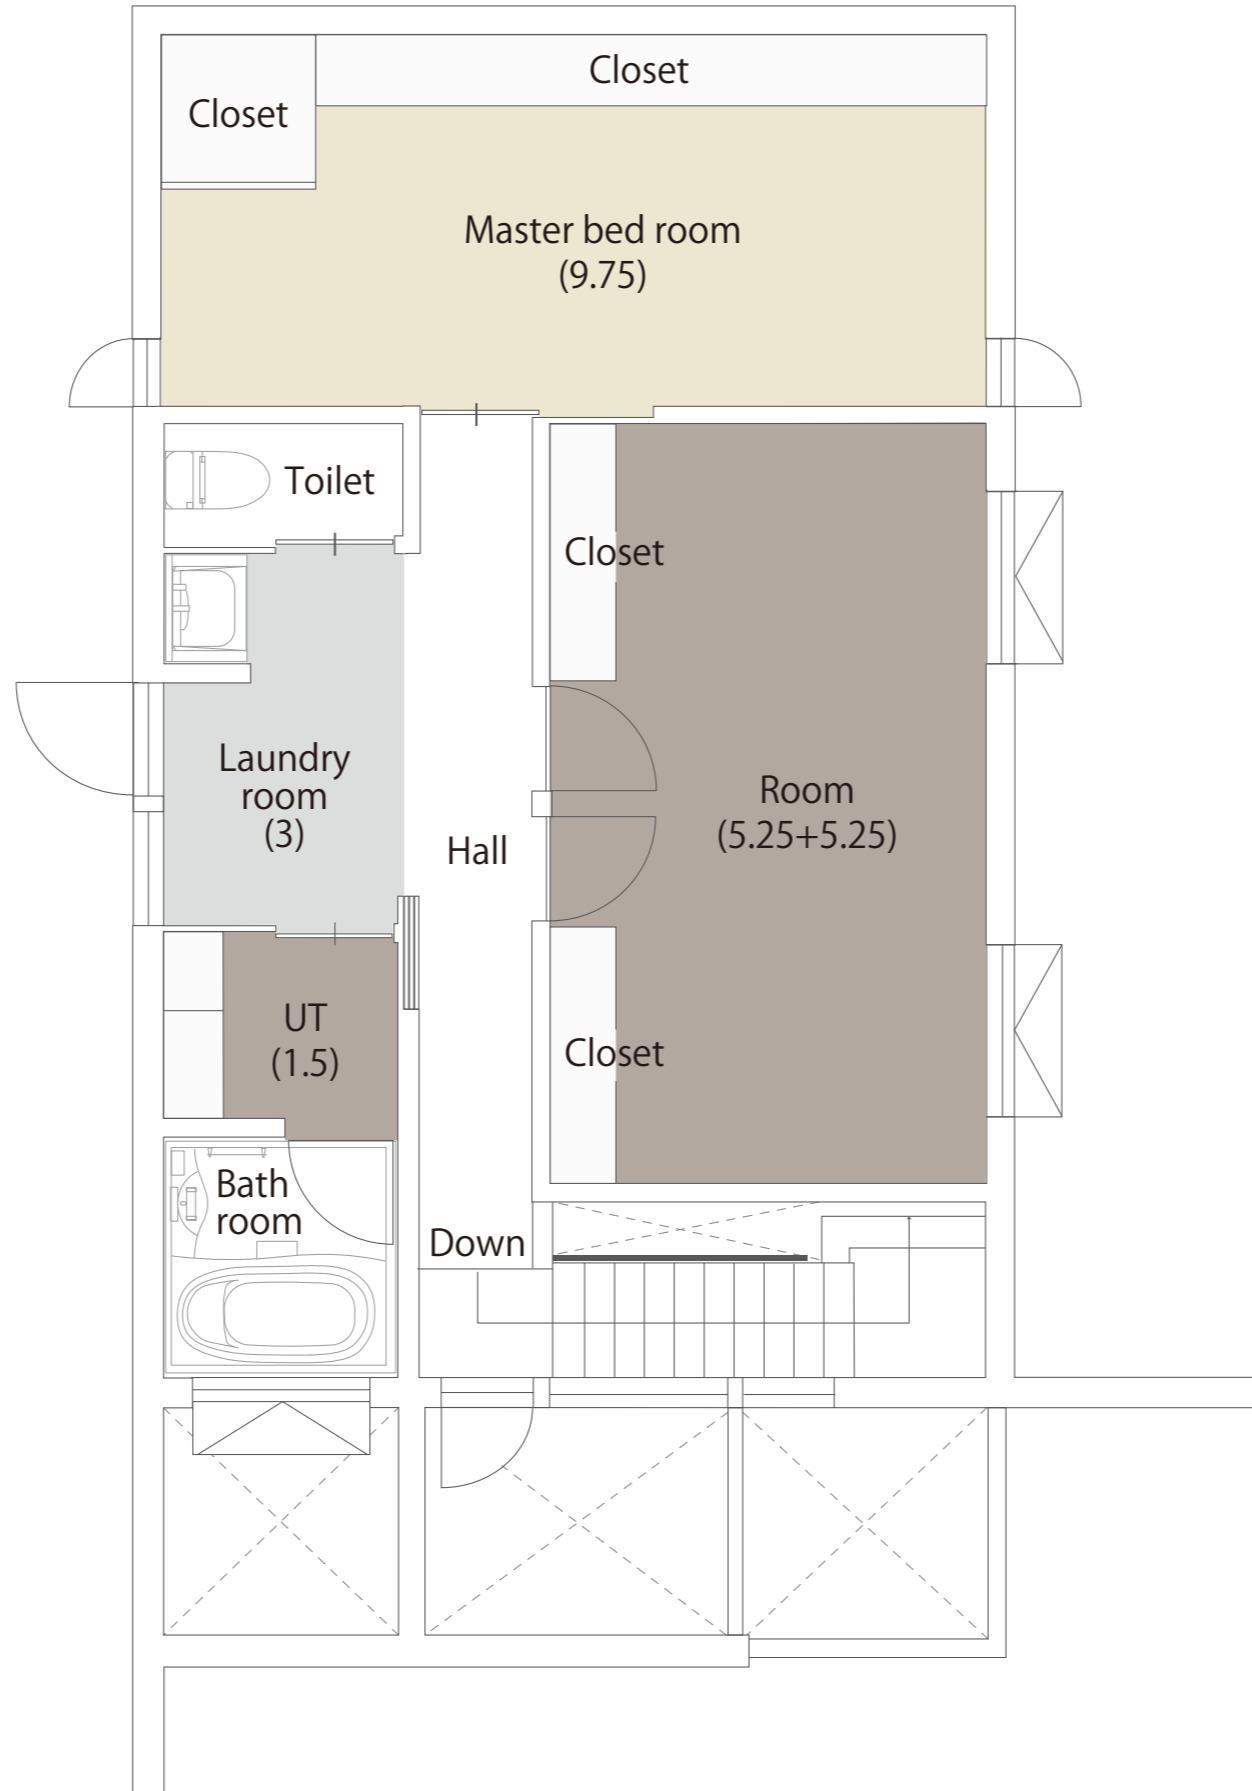 Closet
Closet
Master bed room
(9.75)
Toilet
Closet
Laundry
room
(3)
Room
(5.25+5.25)
Hall
UT
(1.5)
Closet
Bath
room
Down